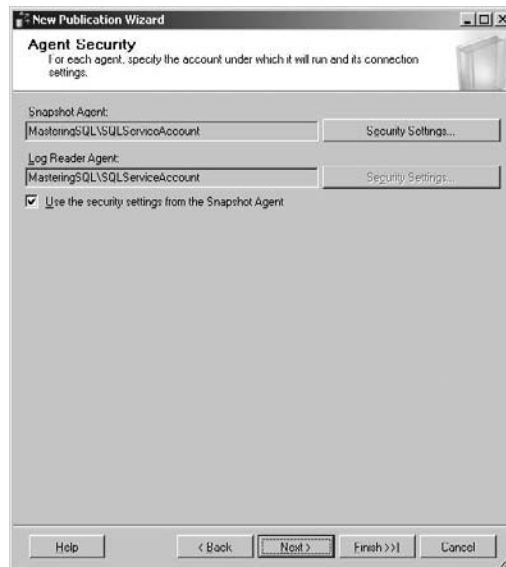 New Publication Wizard
Agent Security
For each agent, specify the account under which it will run and its connection
settings.
Snapshot Agent:
MasteringSQL\SQLServiceAccount
Security Settings...
Log Reader Agent:
MasteringSQL\SQLServiceAccount
Security Settings...
Use the security settings from the Snapshot Agent
Help
< Back
Next >
Finish >>|
Cancel